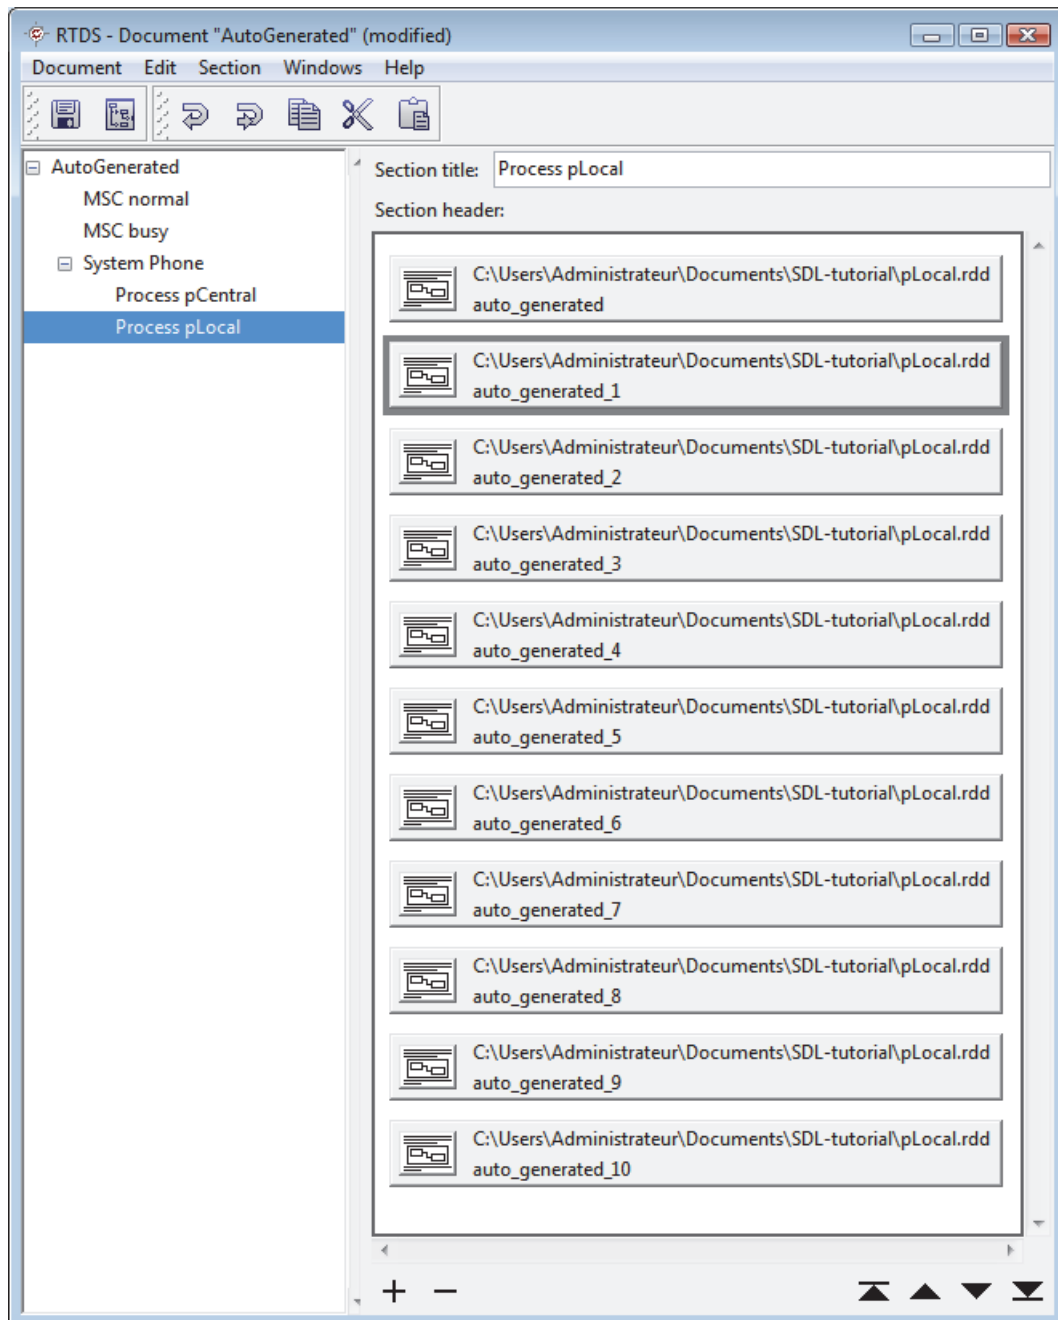 RTDS - Document "AutoGenerated" (modified)
Document Edit Section Windows Help
AutoGenerated
MSC normal
MSC busy
System Phone
Process pCentral
Process pLocal
Section title: Process pLocal
Section header:
C:\Users\Administrateur\Documents\SDL-tutorial\pLocal.rdd
auto_generated
C:\Users\Administrateur\Documents\SDL-tutorial\pLocal.rdd
auto_generated_1
C:\Users\Administrateur\Documents\SDL-tutorial\pLocal.rdd
auto_generated_2
C:\Users\Administrateur\Documents\SDL-tutorial\pLocal.rdd
auto_generated_3
C:\Users\Administrateur\Documents\SDL-tutorial\pLocal.rdd
auto_generated_4
C:\Users\Administrateur\Documents\SDL-tutorial\pLocal.rdd
auto_generated_5
C:\Users\Administrateur\Documents\SDL-tutorial\pLocal.rdd
auto_generated_6
C:\Users\Administrateur\Documents\SDL-tutorial\pLocal.rdd
auto_generated_7
C:\Users\Administrateur\Documents\SDL-tutorial\pLocal.rdd
auto_generated_8
C:\Users\Administrateur\Documents\SDL-tutorial\pLocal.rdd
auto_generated_9
C:\Users\Administrateur\Documents\SDL-tutorial\pLocal.rdd
auto_generated_10